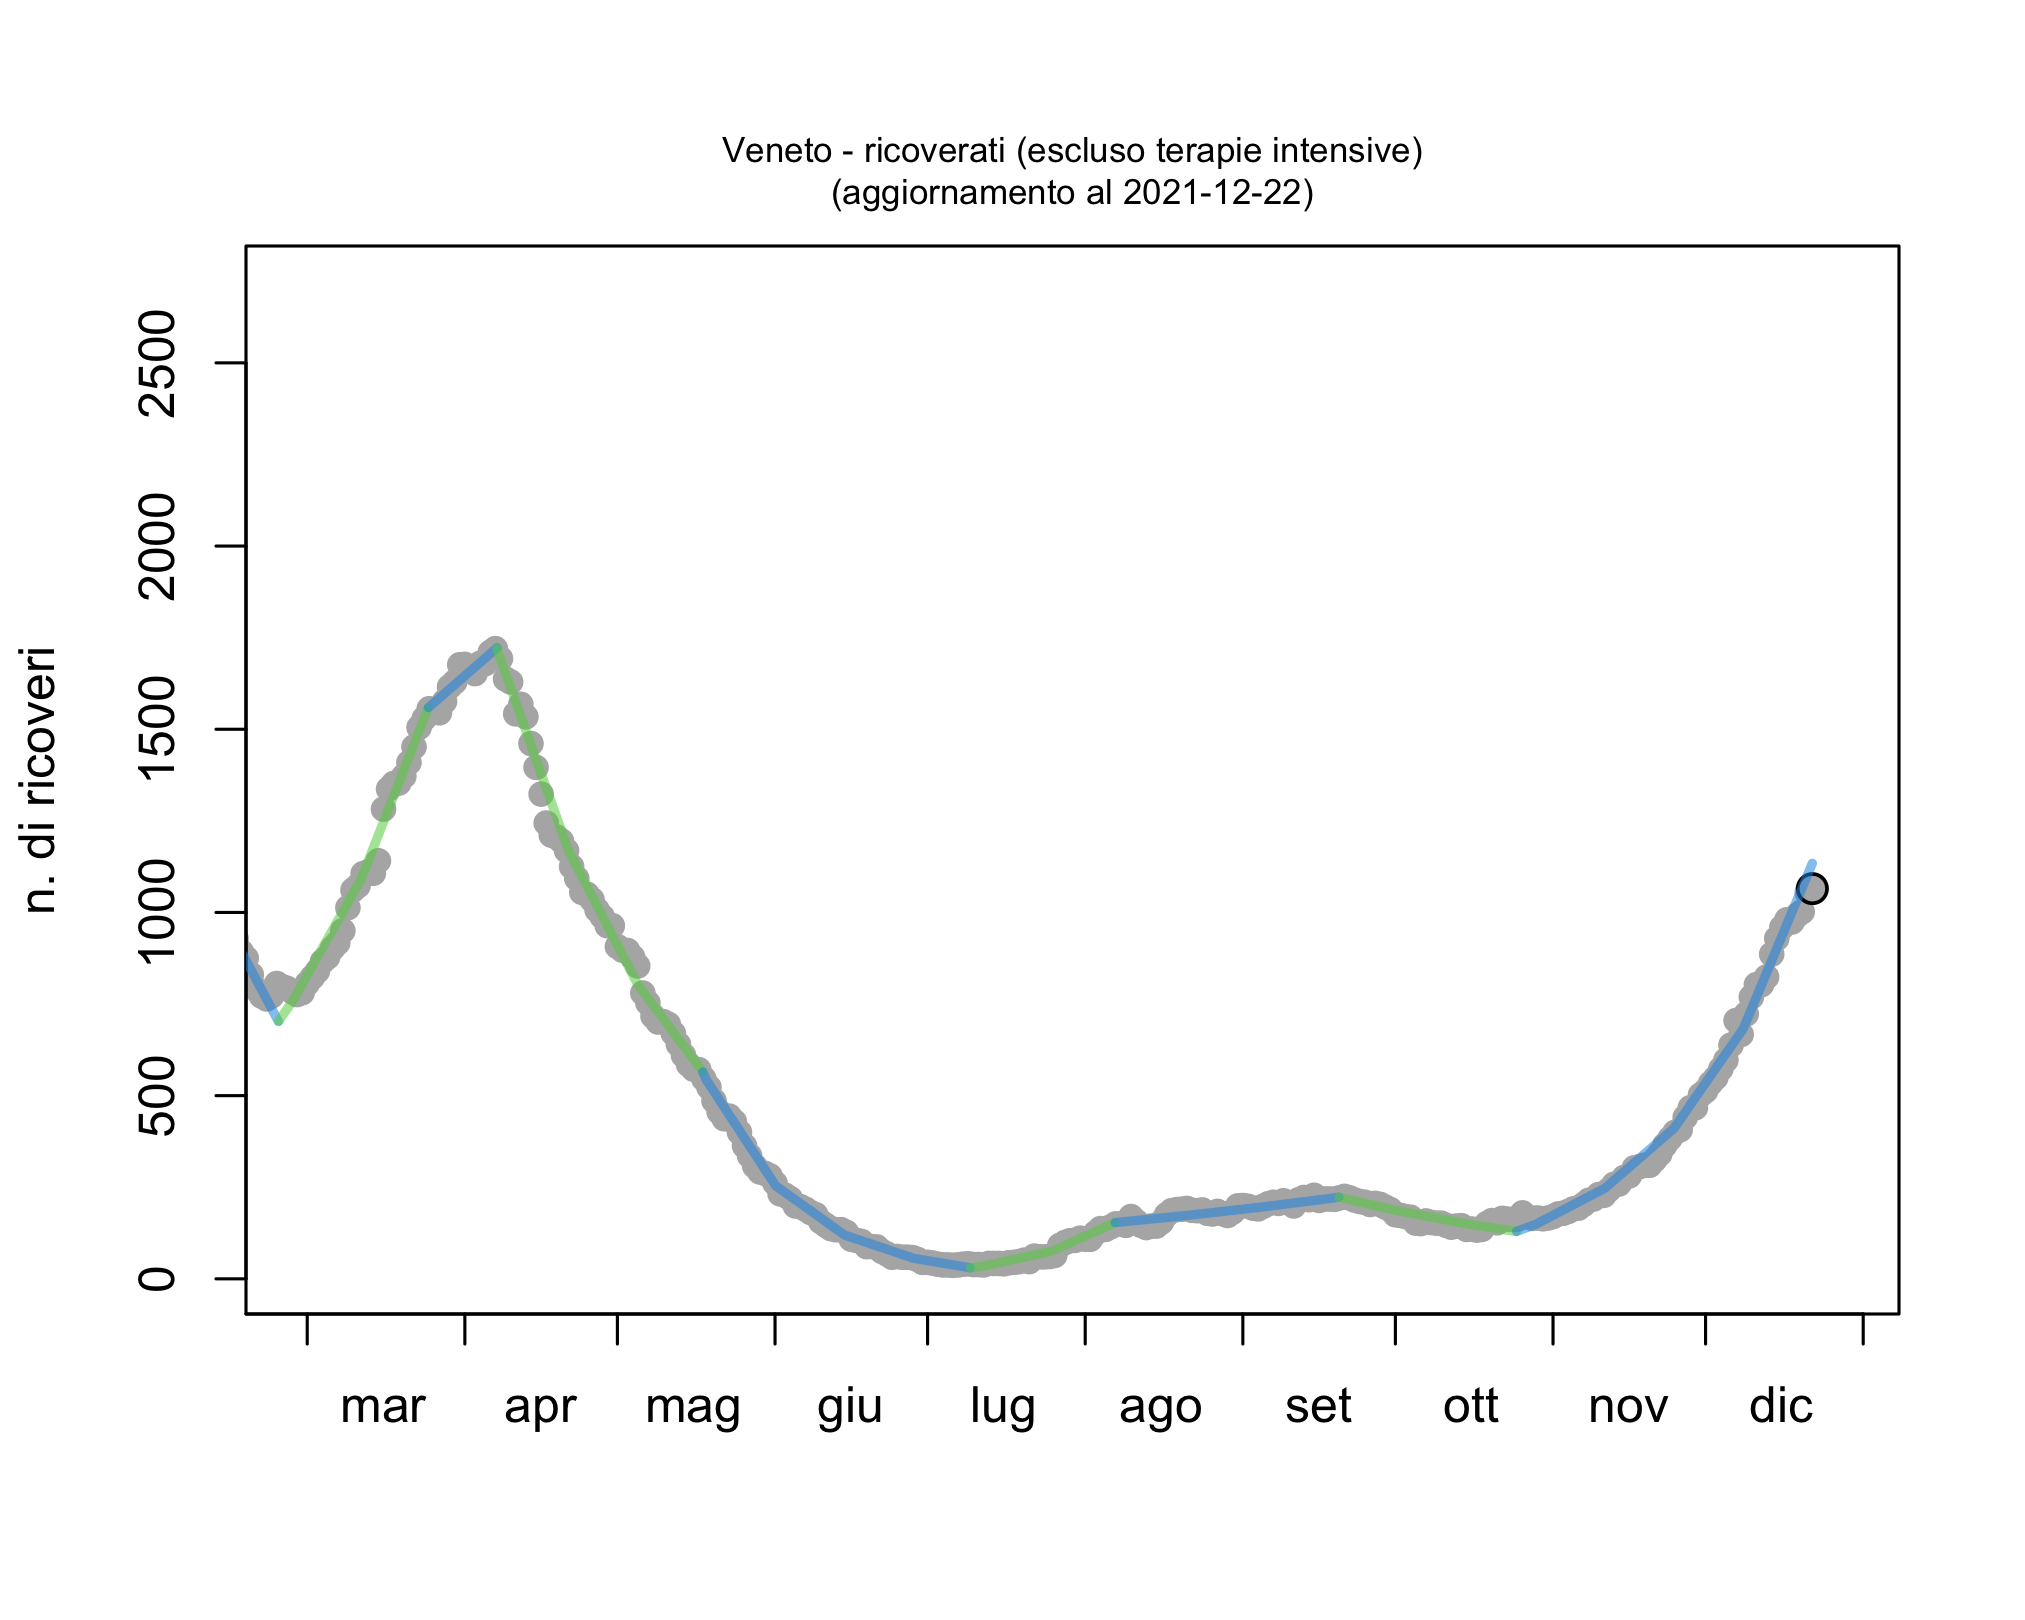 Veneto - ricoverati (escluso terapie intensive)
(aggiornamento al 2021-12-22)
n. di ricoveri
2500
2000
1500
1000
500
0
mar apr mag giu lug ago set ott nov dic